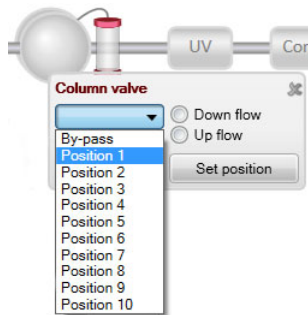 UV
Con
Column valve
Down flow
Up flow
By-pass
Position 1
Position 2
Position 3
Position 4
Position 5
Position 6
Position 7
Position 8
Position 9
Position 10
Set position